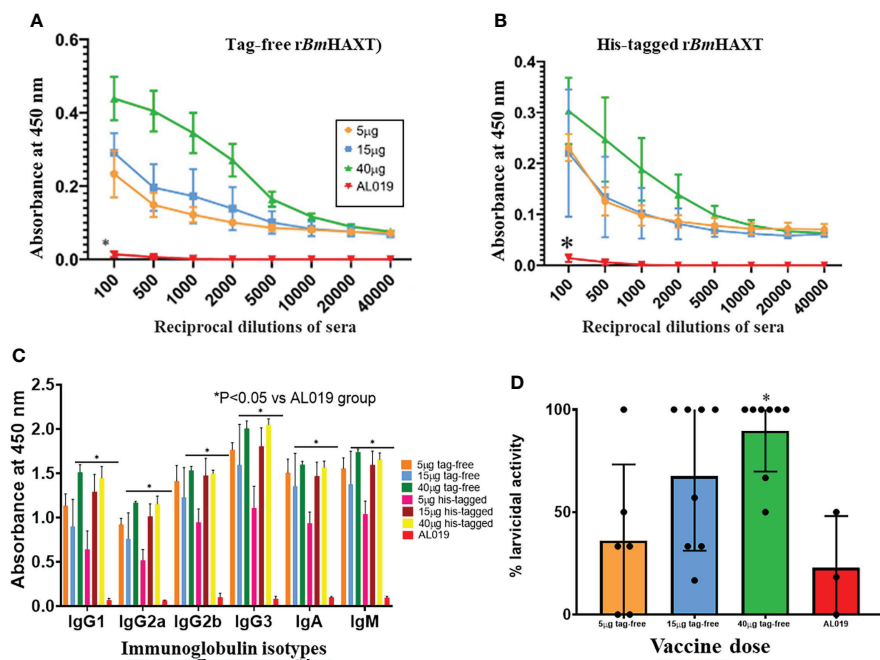 A
Tag-free rBmHAXT)
Absorbance at 450 nm
0.6
0.4
0.2
0.0
*
5µg
15µg
40µg
AL019
100
500
1000
2000
5000
10000
20000
40000
Reciprocal dilutions of sera
B
His-tagged rBmHAXT
Absorbance at 450 nm
0.4
0.3
0.2
0.1
0.0
*
100
500
1000
2000
5000
10000
20000
40000
Reciprocal dilutions of sera
C
Absorbance at 450 nm
2.5
2.0
1.5
1.0
0.5
0.0
*P<0.05 vs AL019 group
*
*
*
*
*
*
5µg tag-free
15µg tag-free
40µg tag-free
5µg his-tagged
15µg his-tagged
40µg his-tagged
AL019
IgG1
IgG2a
IgG2b
IgG3
IgA
IgM
Immunoglobulin isotypes
D
% larvicidal activity
100
50
0
*
5µg tag-free
15µg tag-free
40µg tag-free
AL019
Vaccine dose